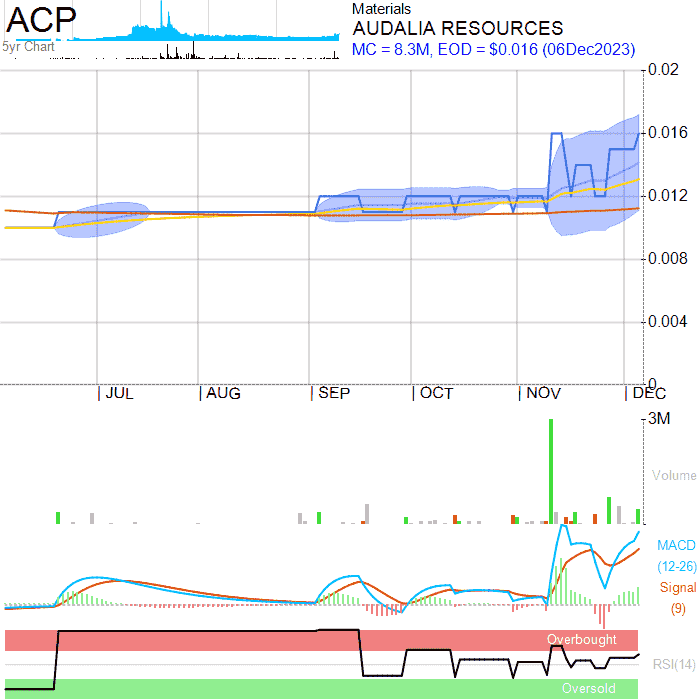 ACP
5yr Chart
Materials
AUDALIA RESOURCES
MC = 8.3M, EOD = $0.016 (06Dec2023)
0.02
0.016
0.012
0.008
0.004
0
JUL
AUG
SEP
OCT
NOV
DEC
3M
Volume
MACD
(12-26)
Signal
(9)
Overbought
RSI(14)
Oversold